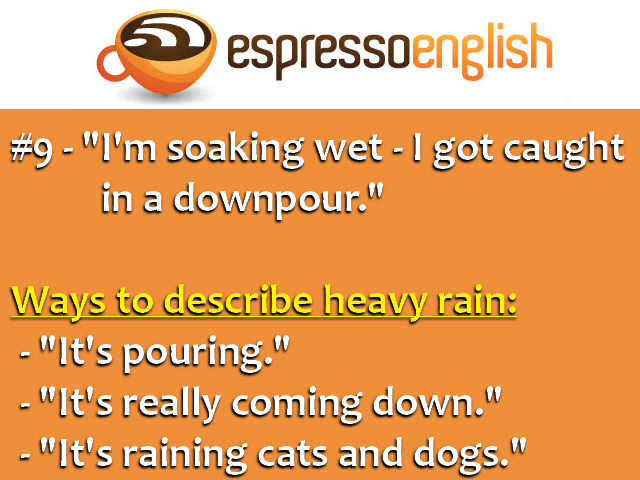 espressoenglish
#9 - "I'm soaking wet - I got caught
in a downpour."
Ways to describe heavy rain:
- "It's pouring."
- "It's really coming down."
- "It's raining cats and dogs."